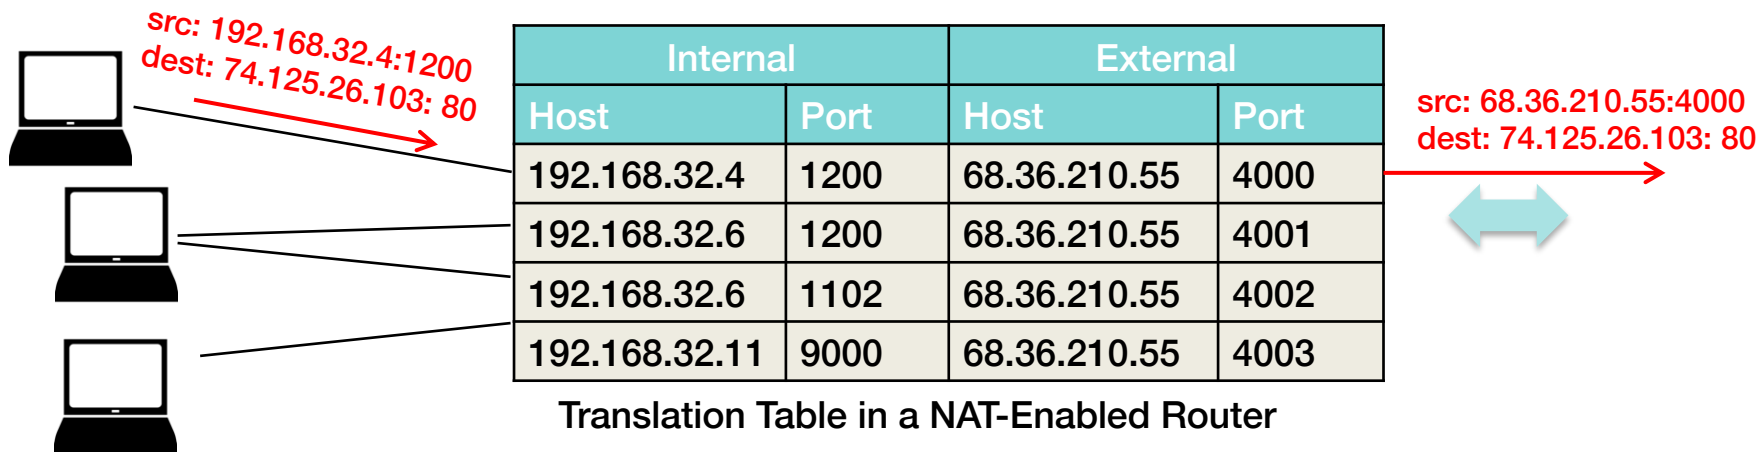 src: 192.168.32.4:1200
dest: 74.125.26.103: 80
Internal External
Host Port Host Port
192.168.32.4 1200 68.36.210.55 4000
192.168.32.6 1200 68.36.210.55 4001
192.168.32.6 1102 68.36.210.55 4002
192.168.32.11 9000 68.36.210.55 4003
Translation Table in a NAT-Enabled Router
src: 68.36.210.55:4000
dest: 74.125.26.103: 80